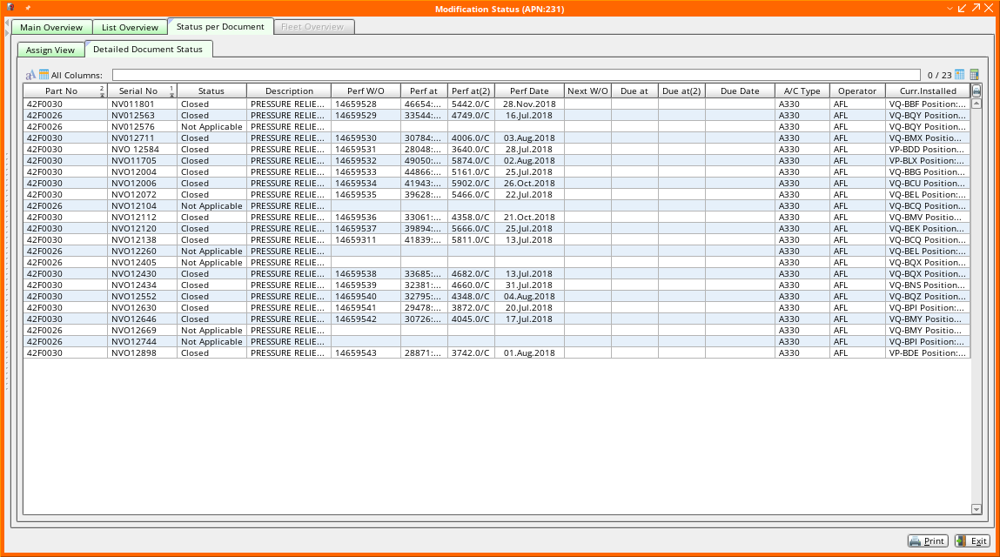 Modification Status (APN:231)
Main Overview List Overview Status per Document Fleet Overview
Assign View Detailed Document Status
All Columns: 0 / 23
Part No 2 Serial No 1 Status Description Perf W/O Perf at Perf at(2) Perf Date Next W/O Due at Due at(2) Due Date A/C Type Operator Curr.Installed
42F0030 NV011801 Closed PRESSURE RELIE... 14659528 46654:... 5442.0/C 28.Nov.2018 A330 AFL VQ-BBF Position:...
42F0026 NV012563 Closed PRESSURE RELIE... 14659529 33544:... 4749.0/C 16.Jul.2018 A330 AFL VQ-BQY Position:...
42F0026 NV012576 Not Applicable PRESSURE RELIE... A330 AFL VQ-BQY Position:...
42F0030 NV012711 Closed PRESSURE RELIE... 14659530 30784:... 4006.0/C 03.Aug.2018 A330 AFL VQ-BMX Positio...
42F0030 NVO 12584 Closed PRESSURE RELIE... 14659531 28048:... 3640.0/C 28.Jul.2018 A330 AFL VP-BDD Position...
42F0030 NVO11705 Closed PRESSURE RELIE... 14659532 49050:... 5874.0/C 02.Aug.2018 A330 AFL VP-BLX Position:...
42F0030 NVO12004 Closed PRESSURE RELIE... 14659533 44866:... 5161.0/C 25.Jul.2018 A330 AFL VQ-BBG Position...
42F0030 NVO12006 Closed PRESSURE RELIE... 14659534 41943:... 5902.0/C 26.Oct.2018 A330 AFL VQ-BCU Position...
42F0030 NVO12072 Closed PRESSURE RELIE... 14659535 39628:... 5466.0/C 22.Jul.2018 A330 AFL VQ-BEL Position:...
42F0026 NVO12104 Not Applicable PRESSURE RELIE... A330 AFL VQ-BCQ Position...
42F0030 NVO12112 Closed PRESSURE RELIE... 14659536 33061:... 4358.0/C 21.Oct.2018 A330 AFL VQ-BMV Position...
42F0030 NVO12120 Closed PRESSURE RELIE... 14659537 39894:... 5666.0/C 25.Jul.2018 A330 AFL VQ-BEK Position...
42F0030 NVO12138 Closed PRESSURE RELIE... 14659311 41839:... 5811.0/C 13.Jul.2018 A330 AFL VQ-BCQ Position...
42F0026 NVO12260 Not Applicable PRESSURE RELIE... A330 AFL VQ-BEL Position:...
42F0026 NVO12405 Not Applicable PRESSURE RELIE... A330 AFL VQ-BQX Position...
42F0030 NVO12430 Closed PRESSURE RELIE... 14659538 33685:... 4682.0/C 13.Jul.2018 A330 AFL VQ-BQX Position...
42F0030 NVO12434 Closed PRESSURE RELIE... 14659539 32381:... 4660.0/C 31.Jul.2018 A330 AFL VQ-BNS Position...
42F0030 NVO12552 Closed PRESSURE RELIE... 14659540 32795:... 4348.0/C 04.Aug.2018 A330 AFL VQ-BQZ Position...
42F0030 NVO12630 Closed PRESSURE RELIE... 14659541 29478:... 3872.0/C 20.Jul.2018 A330 AFL VQ-BPI Position:...
42F0030 NVO12646 Closed PRESSURE RELIE... 14659542 30726:... 4045.0/C 17.Jul.2018 A330 AFL VQ-BMY Positio...
42F0026 NVO12669 Not Applicable PRESSURE RELIE... A330 AFL VQ-BMY Positio...
42F0026 NVO12744 Not Applicable PRESSURE RELIE... A330 AFL VQ-BPI Position:...
42F0030 NVO12898 Closed PRESSURE RELIE... 14659543 28871:... 3742.0/C 01.Aug.2018 A330 AFL VP-BDE Position:...
Print Exit